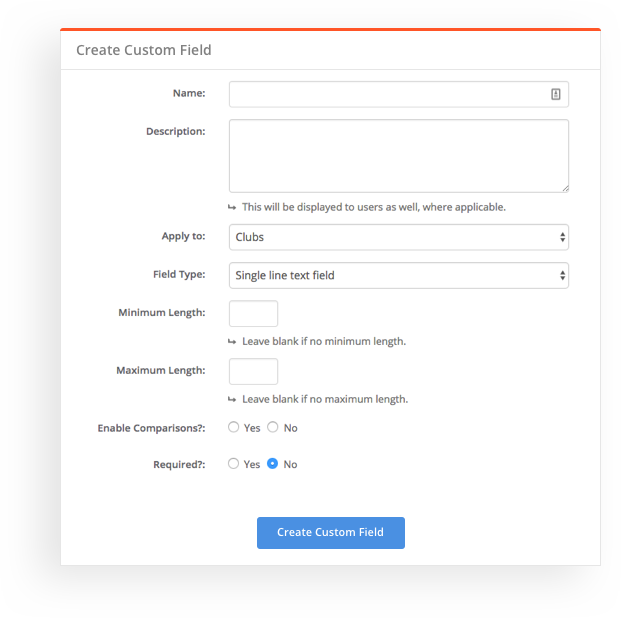 Create Custom Field
Name:
Description:
↳ This will be displayed to users as well, where applicable.
Apply to: Clubs
Field Type: Single line text field
Minimum Length:
↳ Leave blank if no minimum length.
Maximum Length:
↳ Leave blank if no maximum length.
Enable Comparisons?: Yes No
Required?: Yes No
Create Custom Field